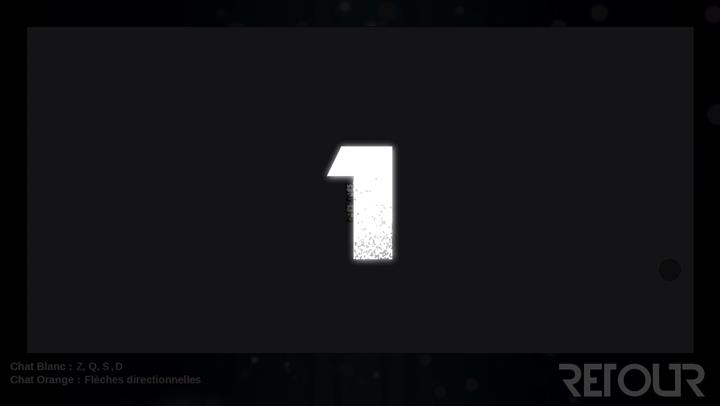 1
Chat Blanc : Z, Q, S ,D
Chat Orange : Flèches directionnelles
RETOUR